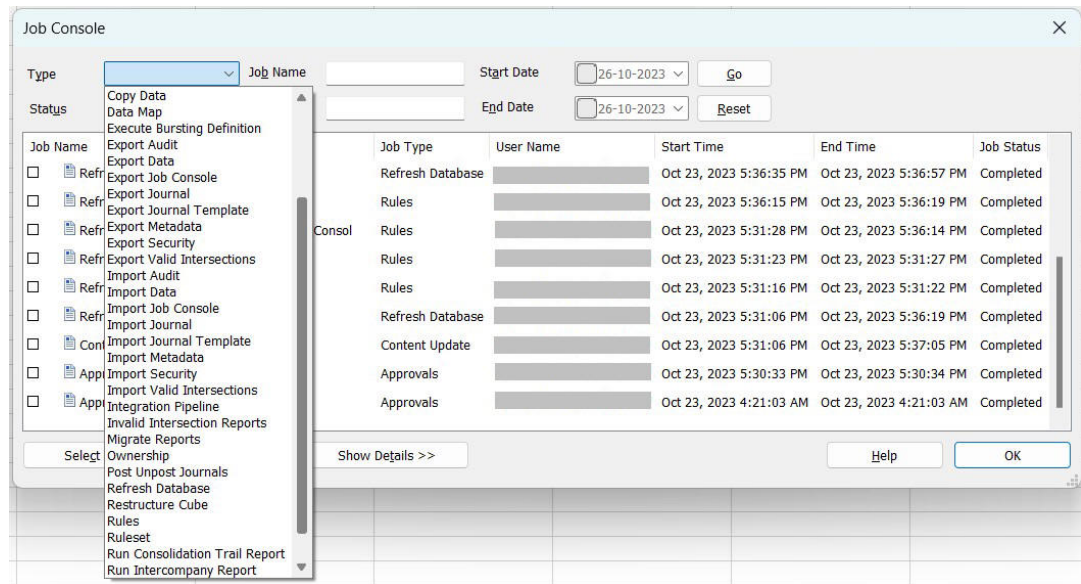 Job Console
Type
Job Name
Start Date
26-10-2023
Go
Status
End Date
26-10-2023
Reset
Copy Data
Data Map
Execute Bursting Definition
Export Audit
Export Data
Export Job Console
Export Journal
Export Journal Template
Export Metadata
Export Security
Export Valid Intersections
Import Audit
Import Data
Import Job Console
Import Journal
Import Journal Template
Import Metadata
Import Security
Import Valid Intersections
Integration Pipeline
Invalid Intersection Reports
Migrate Reports
Ownership
Post Unpost Journals
Refresh Database
Restructure Cube
Rules
Ruleset
Run Consolidation Trail Report
Run Intercompany Report
Job Name Job Type User Name Start Time End Time Job Status
Refr Refresh Database Oct 23, 2023 5:36:35 PM Oct 23, 2023 5:36:57 PM Completed
Refr Rules Oct 23, 2023 5:36:15 PM Oct 23, 2023 5:36:19 PM Completed
Refr Consol Rules Oct 23, 2023 5:31:28 PM Oct 23, 2023 5:36:14 PM Completed
Refr Rules Oct 23, 2023 5:31:23 PM Oct 23, 2023 5:31:27 PM Completed
Refr Rules Oct 23, 2023 5:31:16 PM Oct 23, 2023 5:31:22 PM Completed
Refr Refresh Database Oct 23, 2023 5:31:06 PM Oct 23, 2023 5:36:19 PM Completed
Cont Content Update Oct 23, 2023 5:31:06 PM Oct 23, 2023 5:37:05 PM Completed
App Approvals Oct 23, 2023 5:30:33 PM Oct 23, 2023 5:30:34 PM Completed
App Approvals Oct 23, 2023 4:21:03 AM Oct 23, 2023 4:21:03 AM Completed
Select
Show Details >>
Help
OK